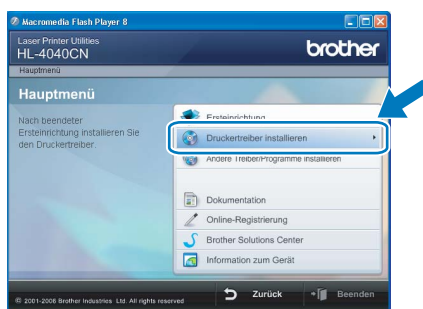 Macromedia Flash Player 8
Laser Printer Utilities
HL-4040CN
brother
Hauptmenü
Hauptmenü
Nach beendeter
Ersteinrichtung installieren Sie
den Druckertreiber.
Ersteinrichtung
Druckertreiber installieren
Andere Treiber/Programme installieren
Dokumentation
Online-Registrierung
Brother Solutions Center
Information zum Gerät
© 2001-2006 Brother Industries Ltd. All rights reserved
Zurück
Beenden